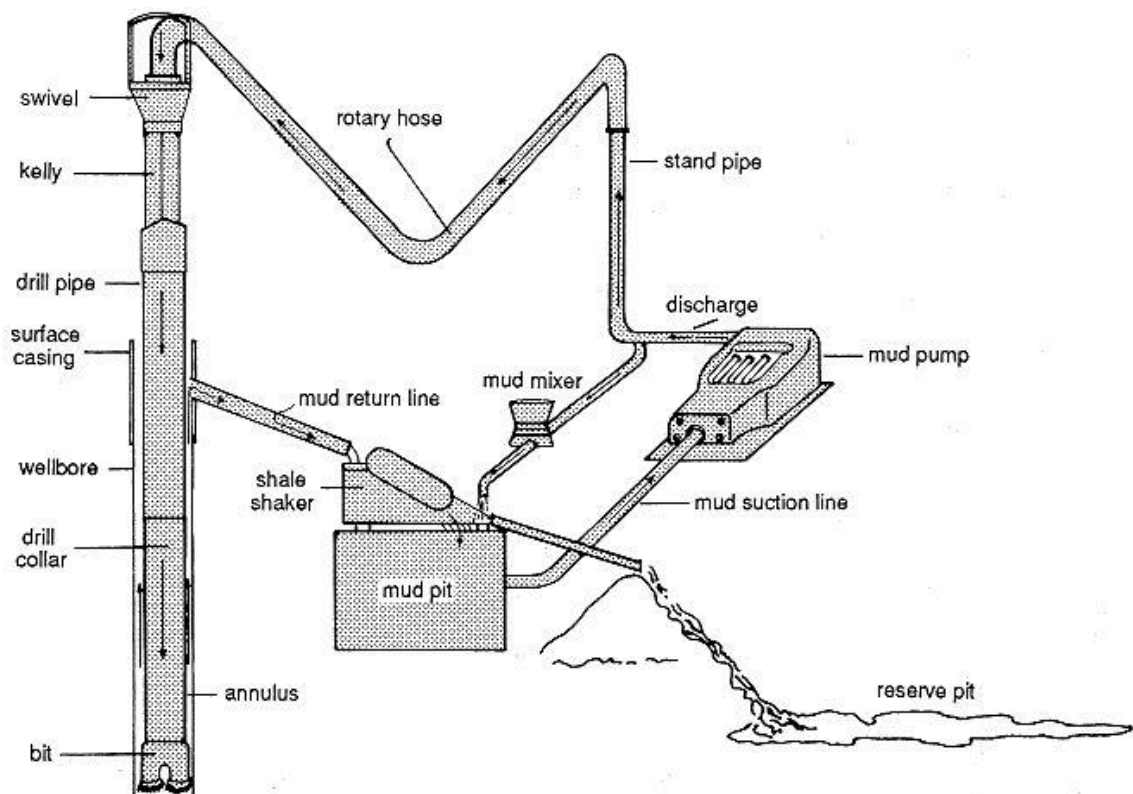 swivel
rotary hose
kelly
stand pipe
drill pipe
discharge
surface
casing
mud pump
mud mixer
mud return line
wellbore
shale
shaker
mud suction line
drill
collar
mud pit
annulus
reserve pit
bit